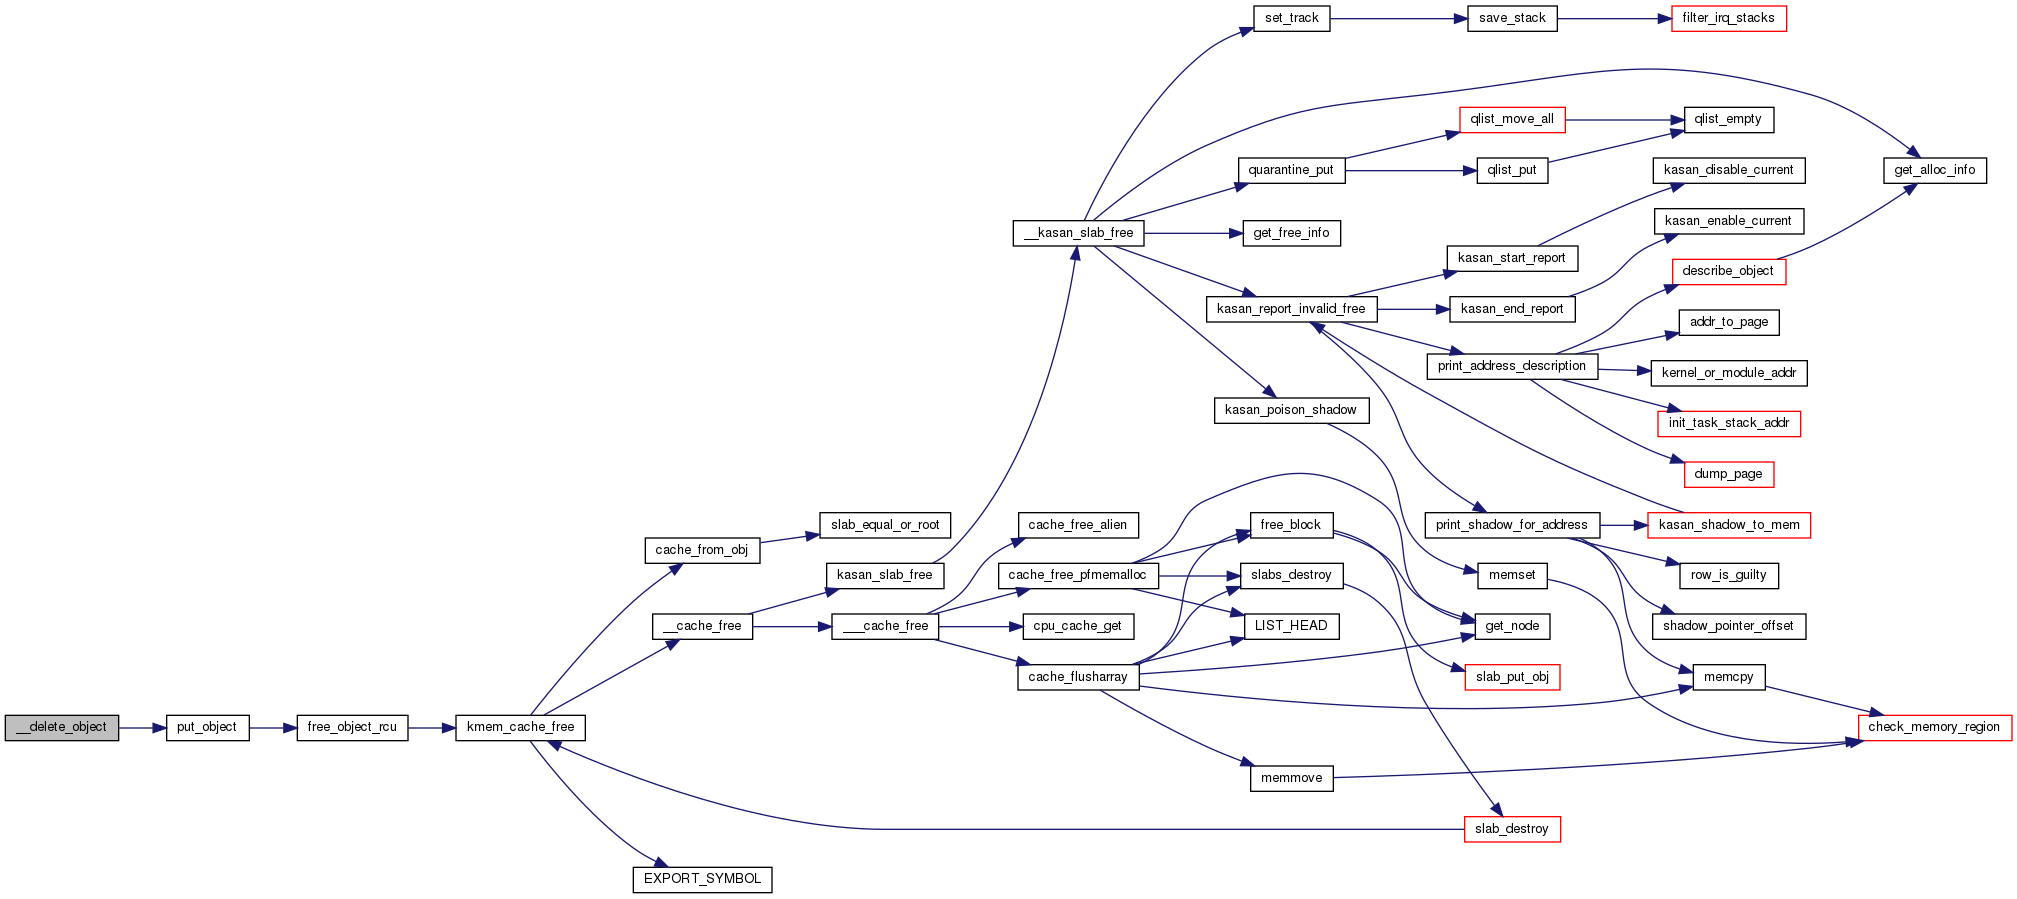 set_track
save_stack
filter_irq_stacks
qlist_move_all
qlist_empty
quarantine_put
qlist_put
kasan_disable_current
get_alloc_info
__kasan_slab_free
get_free_info
kasan_enable_current
kasan_start_report
describe_object
kasan_report_invalid_free
kasan_end_report
addr_to_page
print_address_description
kernel_or_module_addr
kasan_poison_shadow
init_task_stack_addr
dump_page
slab_equal_or_root
cache_free_alien
free_block
print_shadow_for_address
kasan_shadow_to_mem
cache_from_obj
kasan_slab_free
cache_free_pfmemalloc
slabs_destroy
memset
row_is_guilty
__cache_free
___cache_free
cpu_cache_get
LIST_HEAD
get_node
shadow_pointer_offset
cache_flusharray
slab_put_obj
memcpy
__delete_object
put_object
free_object_rcu
kmem_cache_free
check_memory_region
memmove
slab_destroy
EXPORT_SYMBOL